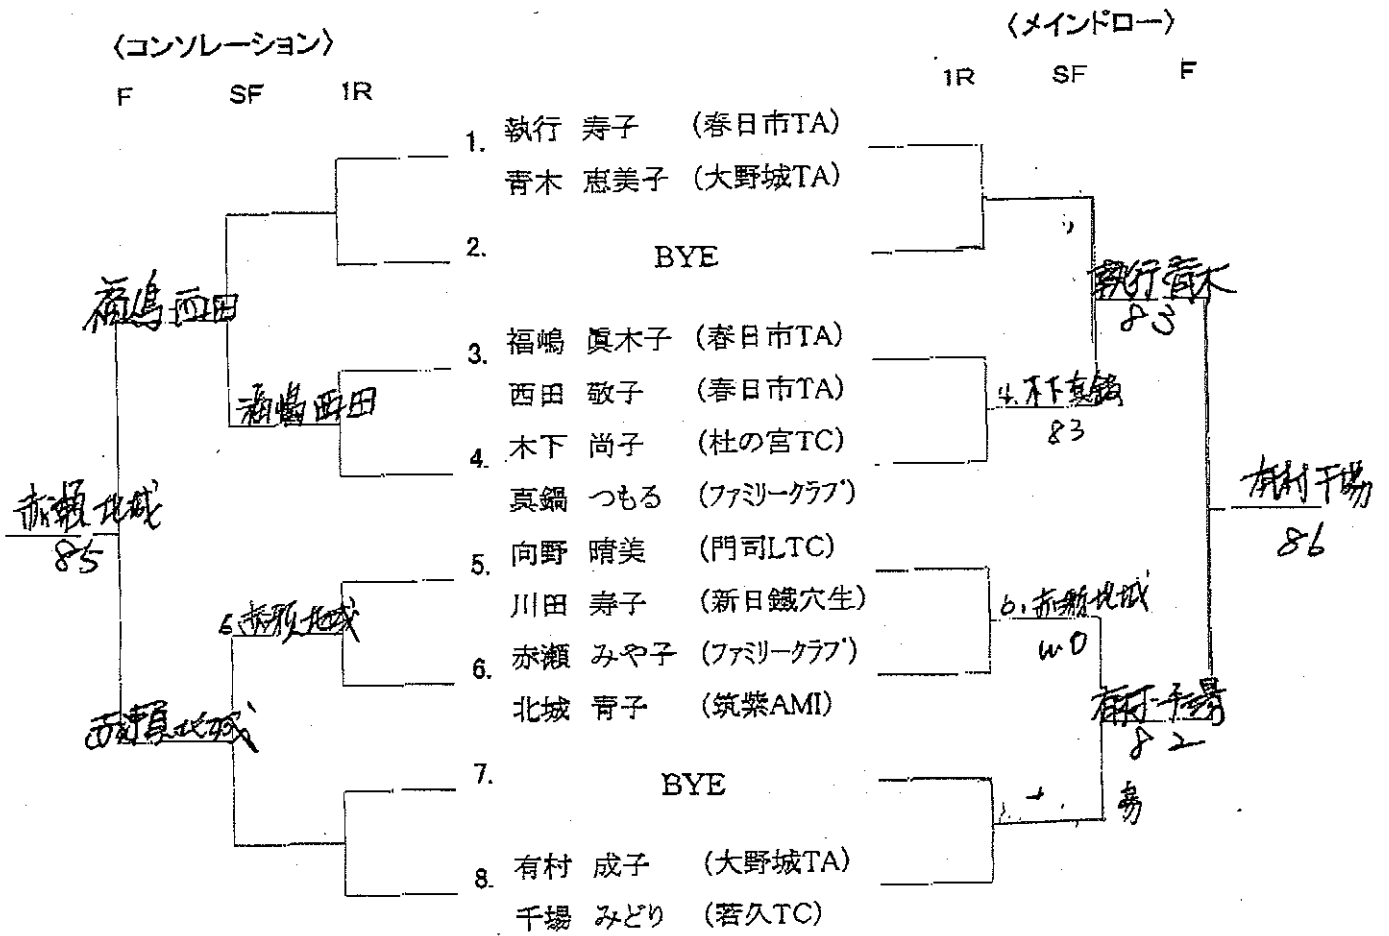 〈コンソレーション〉
〈メインドロー〉
F SF 1R
1R SF F
1. 執行 寿子 (春日市TA)
青木 恵美子 (大野城TA)
2. BYE
福嶋 西田
執行 青木
83
3. 福嶋 眞木子 (春日市TA)
西田 敬子 (春日市TA)
福嶋 西田
4. 木下 真鍋
83
4. 木下 尚子 (杜の宮TC)
真鍋 つもる (ファミリークラブ)
赤瀬 北城
85
有村 千場
86
5. 向野 晴美 (門司LTC)
川田 寿子 (新日鐵穴生)
6. 赤瀬 北城
6. 赤瀬 北城
w0
6. 赤瀬 みや子 (ファミリークラブ)
北城 青子 (筑紫AMI)
瀬 北城
有村・千場
82
7. BYE
8. 有村 成子 (大野城TA)
千場 みどり (若久TC)